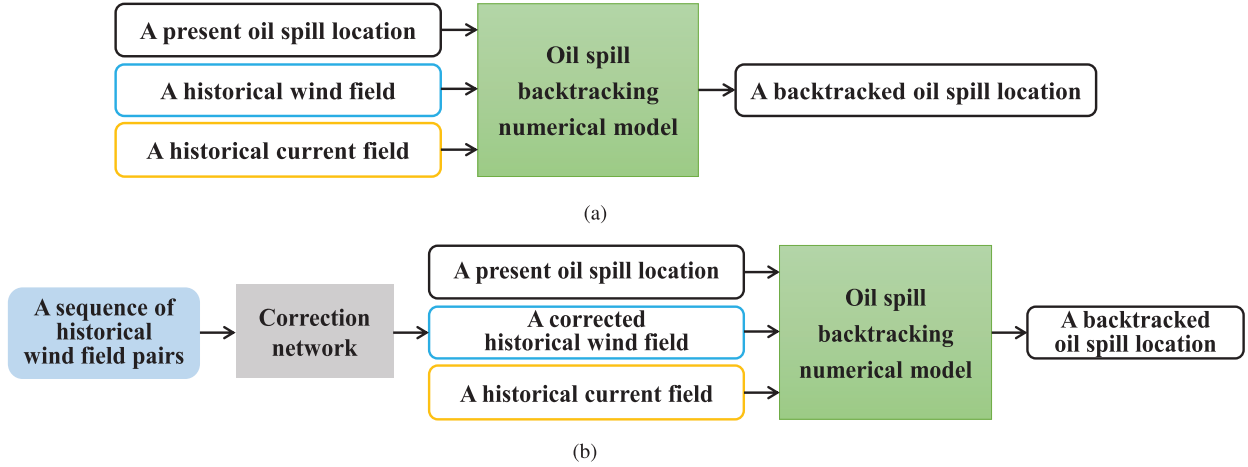 A present oil spill location
A historical wind field
A historical current field
Oil spill
backtracking
numerical model
A backtracked oil spill location
(a)
A sequence of
historical
wind field pairs
Correction
network
A present oil spill location
A corrected
historical wind field
A historical current field
Oil spill
backtracking
numerical model
A backtracked
oil spill location
(b)